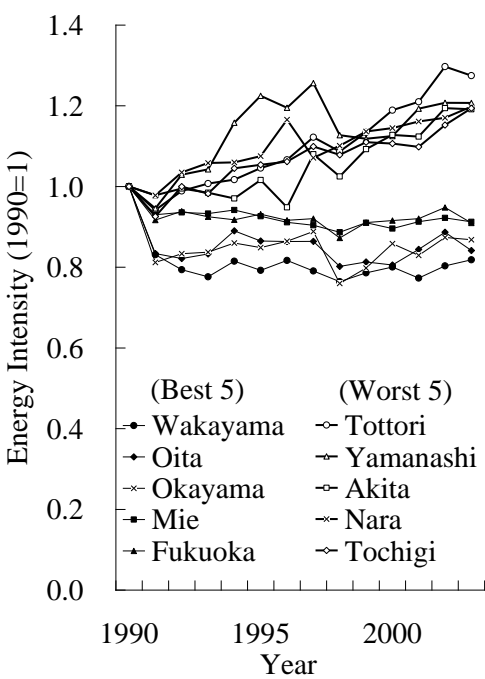 1.4
1.2
1.0
0.8
0.6
0.4
0.2
0.0
Energy Intensity (1990=1)
(Best 5) (Worst 5)
Wakayama Tottori
Oita Yamanashi
Okayama Akita
Mie Nara
Fukuoka Tochigi
1990 1995 2000
Year